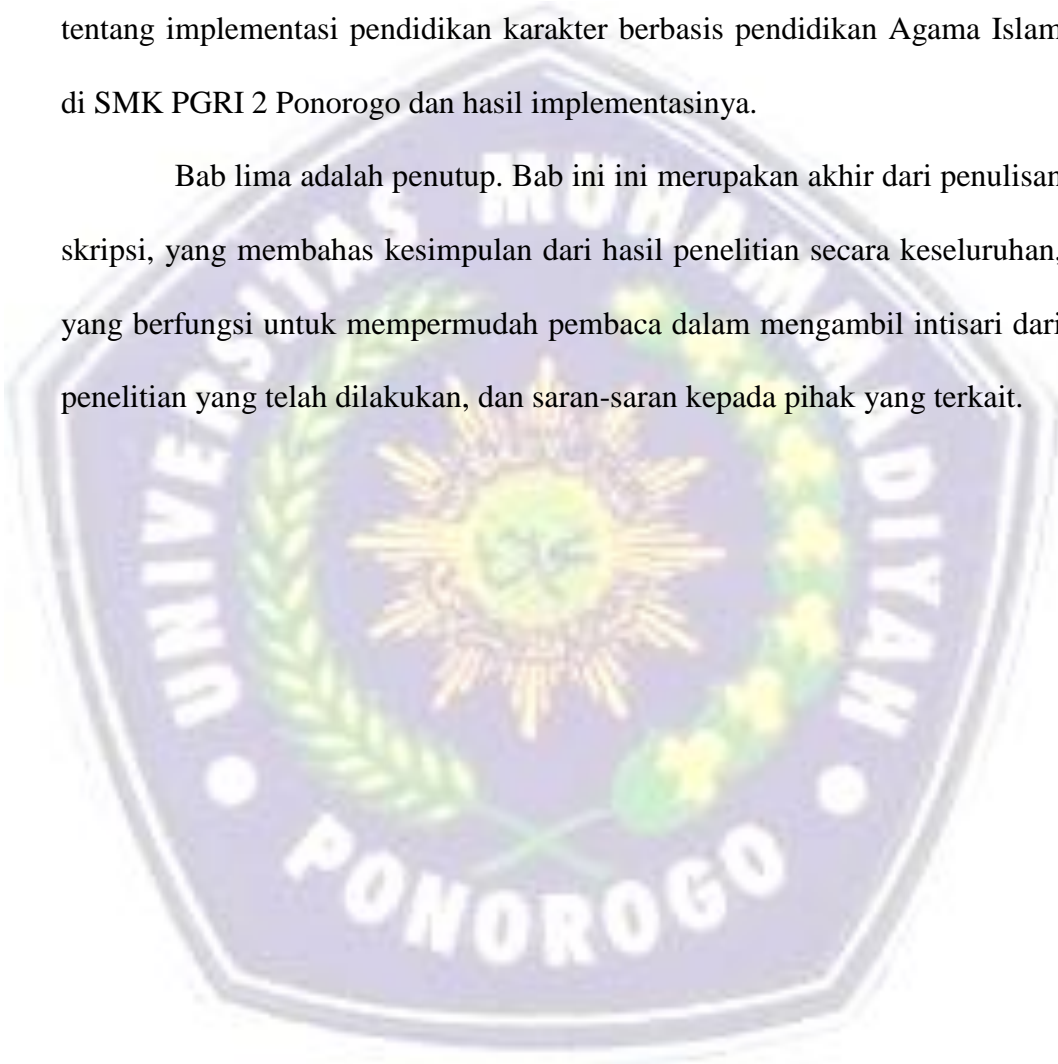 tentang implementasi pendidikan karakter berbasis pendidikan Agama Islam
di SMK PGRI 2 Ponorogo dan hasil implementasinya.
Bab lima adalah penutup. Bab ini ini merupakan akhir dari penulisan
skripsi, yang membahas kesimpulan dari hasil penelitian secara keseluruhan,
yang berfungsi untuk mempermudah pembaca dalam mengambil intisari dari
penelitian yang telah dilakukan, dan saran-saran kepada pihak yang terkait.
UNIVERSITAS MUHAMMADIYAH
PONOROGO